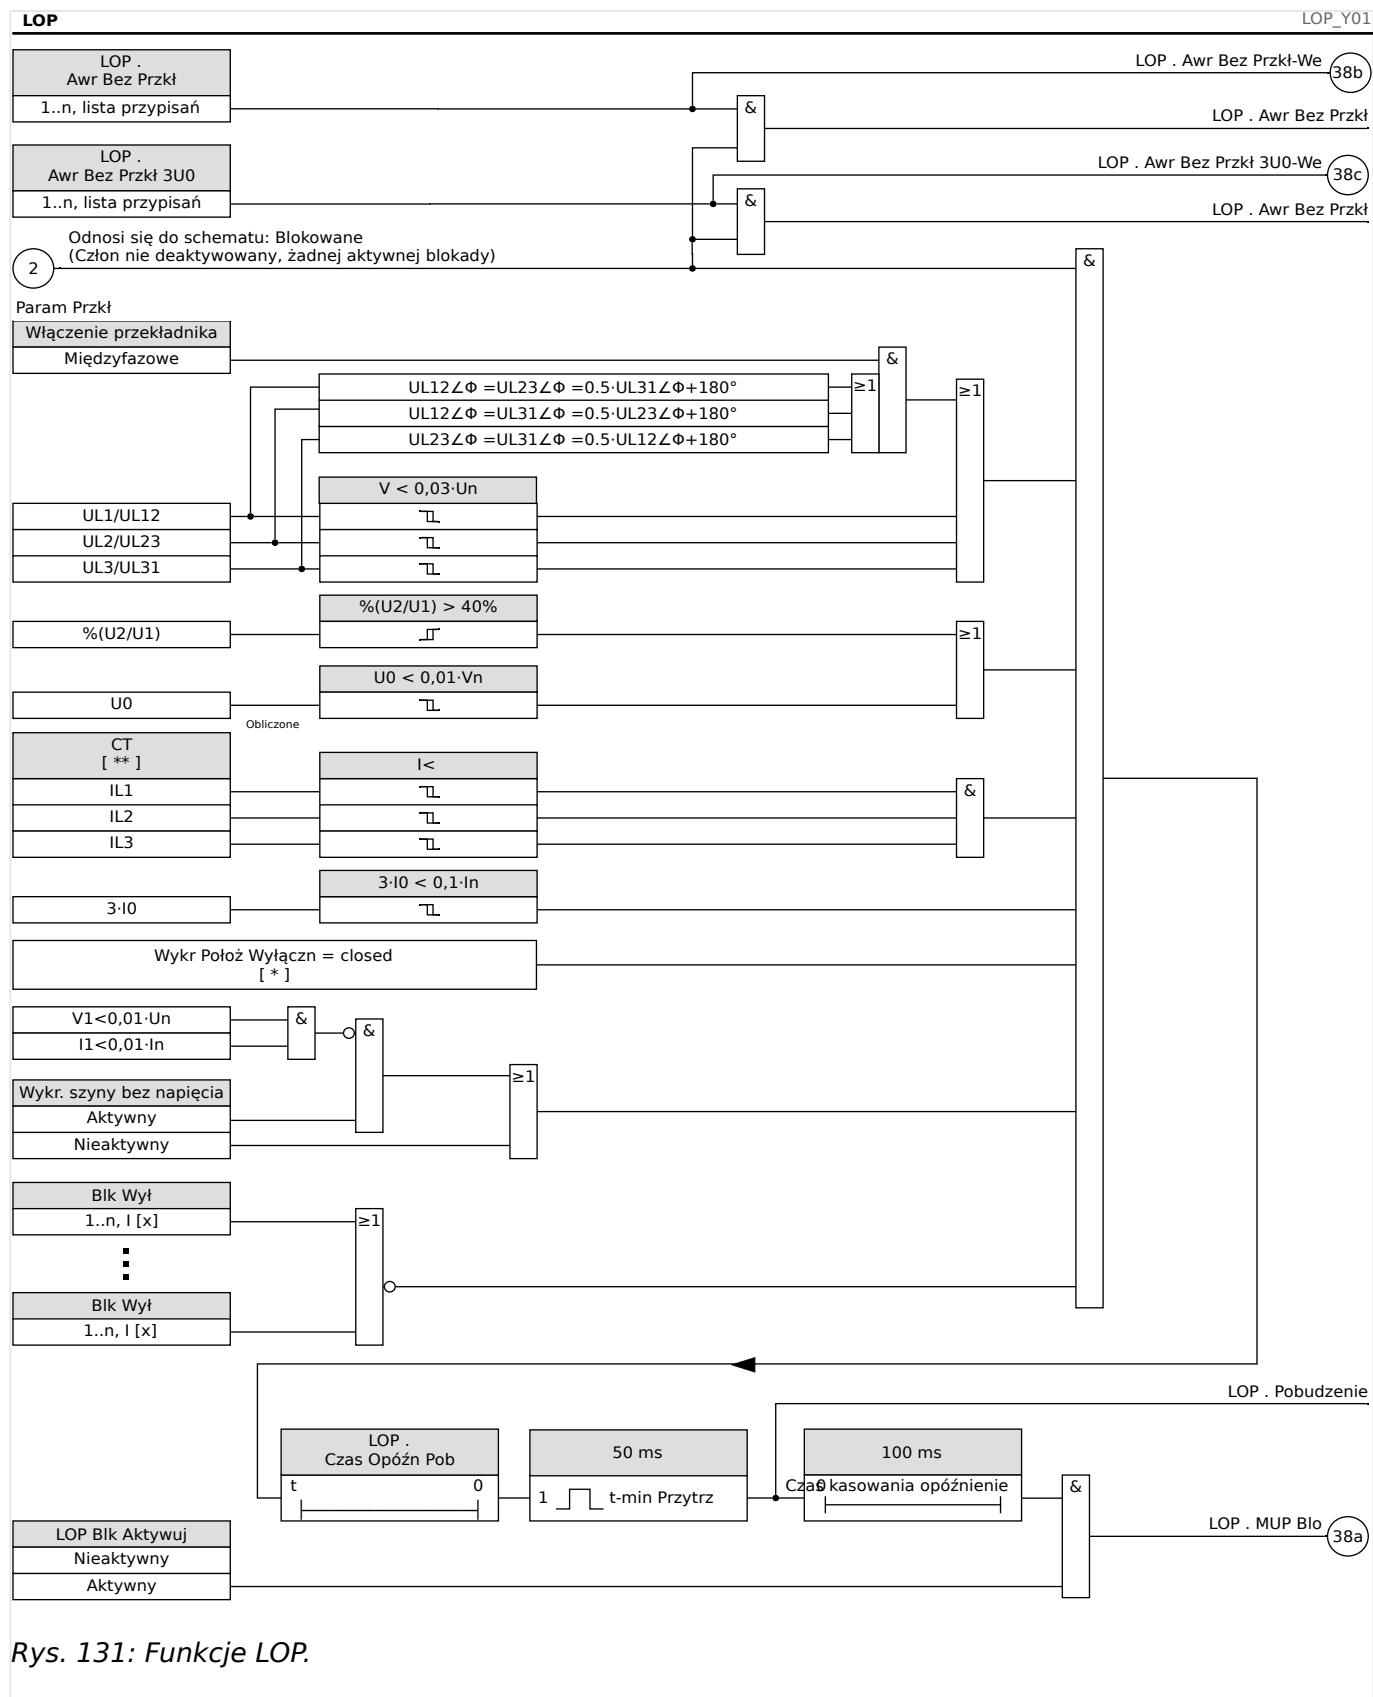 LOP
LOP_Y01
LOP .
Awr Bez Przkł
1..n, lista przypisań
LOP . Awr Bez Przkł-We
38b
&
LOP . Awr Bez Przkł
LOP .
Awr Bez Przkł 3U0
1..n, lista przypisań
LOP . Awr Bez Przkł 3U0-We
38c
&
LOP . Awr Bez Przkł
Odnosi się do schematu: Blokowane
(Człon nie deaktywowany, żadnej aktywnej blokady)
2
&
Param Przkł
Włączenie przekładnika
Międzyfazowe
&
UL12∠Φ =UL23∠Φ =0.5·UL31∠Φ+180°
≥1
≥1
UL12∠Φ =UL31∠Φ =0.5·UL23∠Φ+180°
UL23∠Φ =UL31∠Φ =0.5·UL12∠Φ+180°
V < 0,03·Un
UL1/UL12
UL2/UL23
UL3/UL31
%(U2/U1) > 40%
%(U2/U1)
≥1
U0 < 0,01·Vn
U0
Obliczone
CT
[ ** ]
I<
IL1
&
IL2
IL3
3·I0 < 0,1·In
3·I0
Wykr Położ Wyłączn = closed
[ * ]
V1<0,01·Un
&
&
I1<0,01·In
≥1
Wykr. szyny bez napięcia
Aktywny
Nieaktywny
Blk Wył
1..n, I [x]
≥1
Blk Wył
1..n, I [x]
LOP . Pobudzenie
LOP .
Czas Opóźn Pob
50 ms
100 ms
t
0
1
t-min Przytrz
Czas kasowania opóźnienie
0
&
LOP Blk Aktywuj
Nieaktywny
Aktywny
LOP . MUP Blo
38a
Rys. 131: Funkcje LOP.